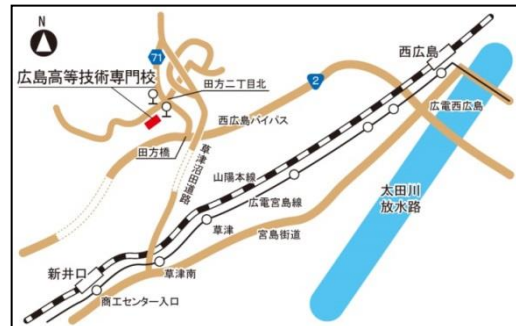 N
71
西広島
広島高等技術専門校
田方二丁目北
2
広電西広島
西広島バイパス
田方橋
草津沼田道路
山陽本線
広電宮島線
太田川
放水路
草津
宮島街道
新井口
草津南
商工センター入口